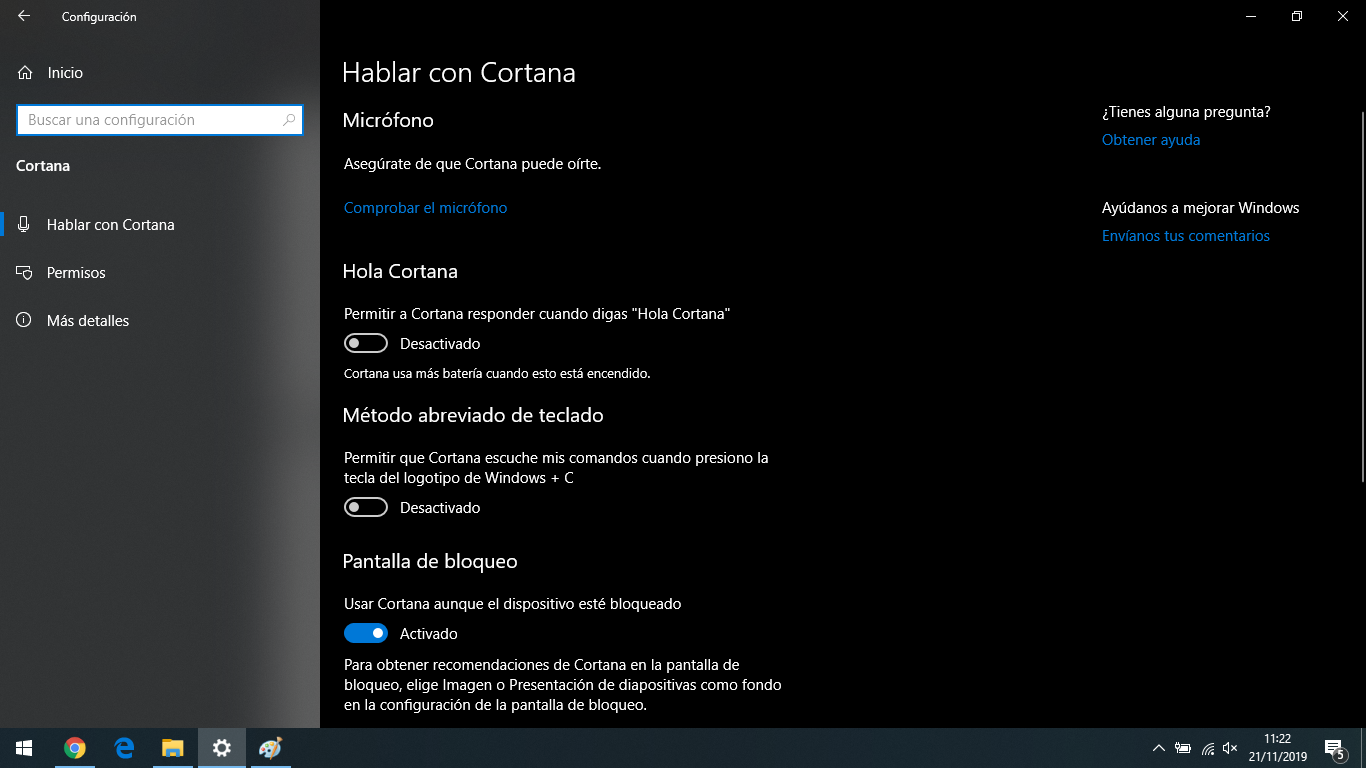 Configuración
Inicio
Buscar una configuración
Cortana
Hablar con Cortana
Permisos
Más detalles
Hablar con Cortana
Micrófono
Asegúrate de que Cortana puede oírte.
Comprobar el micrófono
Hola Cortana
Permitir a Cortana responder cuando digas "Hola Cortana"
Desactivado
Cortana usa más batería cuando esto está encendido.
Método abreviado de teclado
Permitir que Cortana escuche mis comandos cuando presiono la
tecla del logotipo de Windows + C
Desactivado
Pantalla de bloqueo
Usar Cortana aunque el dispositivo esté bloqueado
Activado
Para obtener recomendaciones de Cortana en la pantalla de
bloqueo, elige Imagen o Presentación de diapositivas como fondo
en la configuración de la pantalla de bloqueo.
¿Tienes alguna pregunta?
Obtener ayuda
Ayúdanos a mejorar Windows
Envíanos tus comentarios
11:22
21/11/2019
5